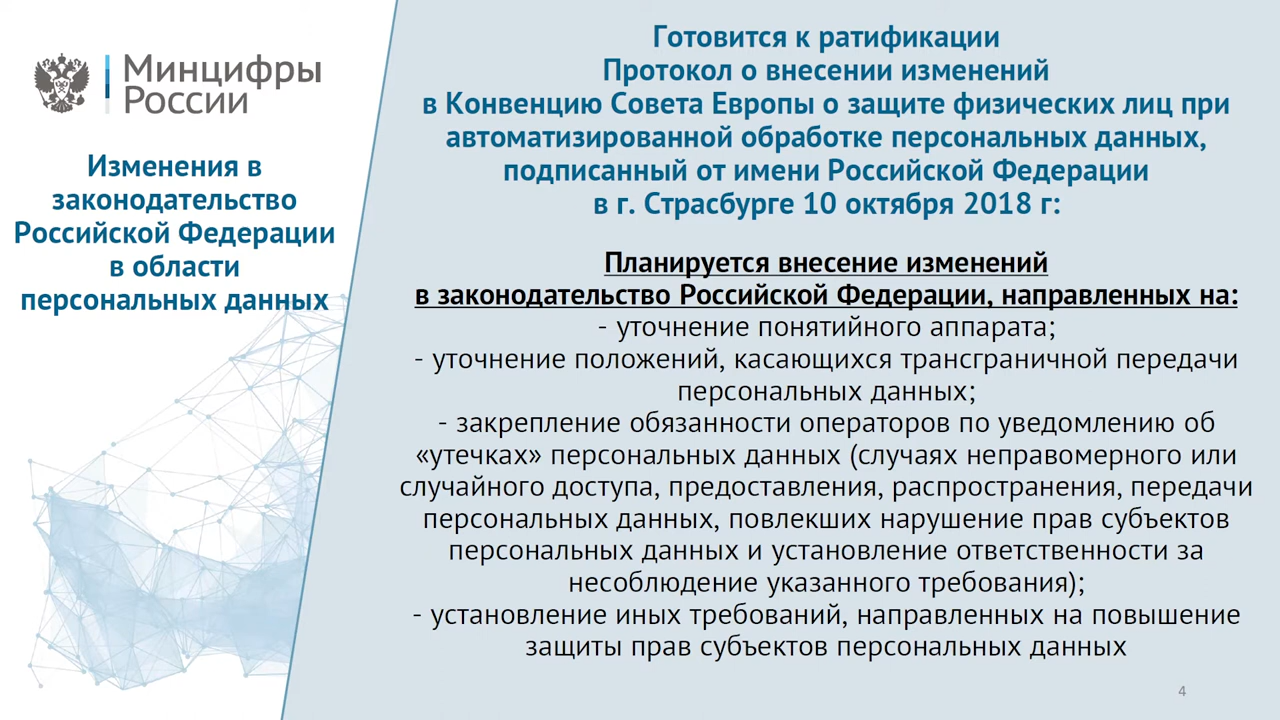 Минцифры
России
Изменения в
законодательство
Российской Федерации
в области
персональных данных
Готовится к ратификации
Протокол о внесении изменений
в Конвенцию Совета Европы о защите физических лиц при
автоматизированной обработке персональных данных,
подписанный от имени Российской Федерации
в г. Страсбурге 10 октября 2018 г:
Планируется внесение изменений
в законодательство Российской Федерации, направленных на:
- уточнение понятийного аппарата;
- уточнение положений, касающихся трансграничной передачи
персональных данных;
- закрепление обязанности операторов по уведомлению об
«утечках» персональных данных (случаях неправомерного или
случайного доступа, предоставления, распространения, передачи
персональных данных, повлекших нарушение прав субъектов
персональных данных и установление ответственности за
несоблюдение указанного требования);
- установление иных требований, направленных на повышение
защиты прав субъектов персональных данных
4